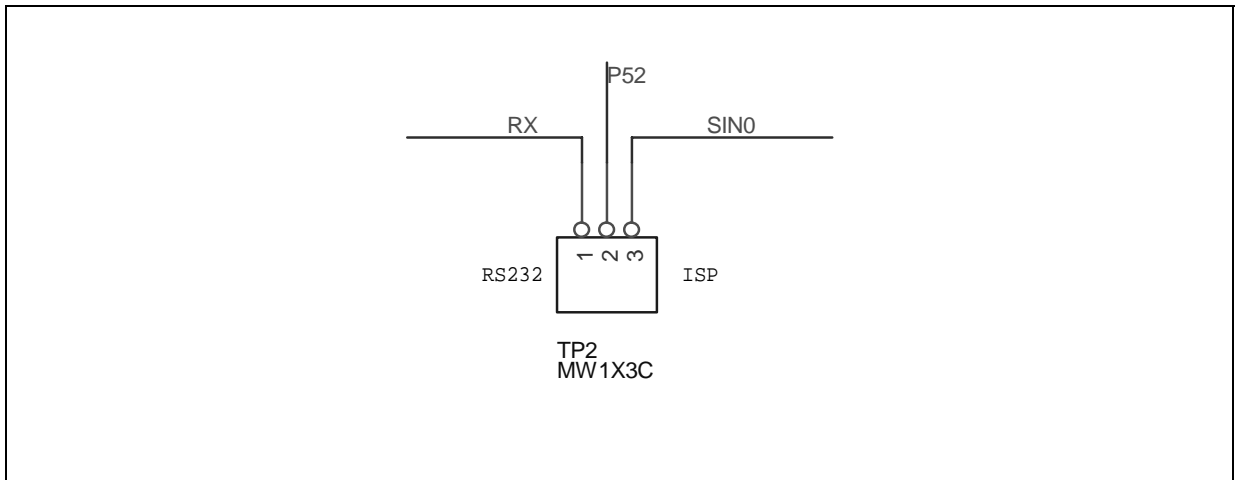 P52
RX
SIN0
1
2
3
RS232
ISP
TP2
MW1X3C